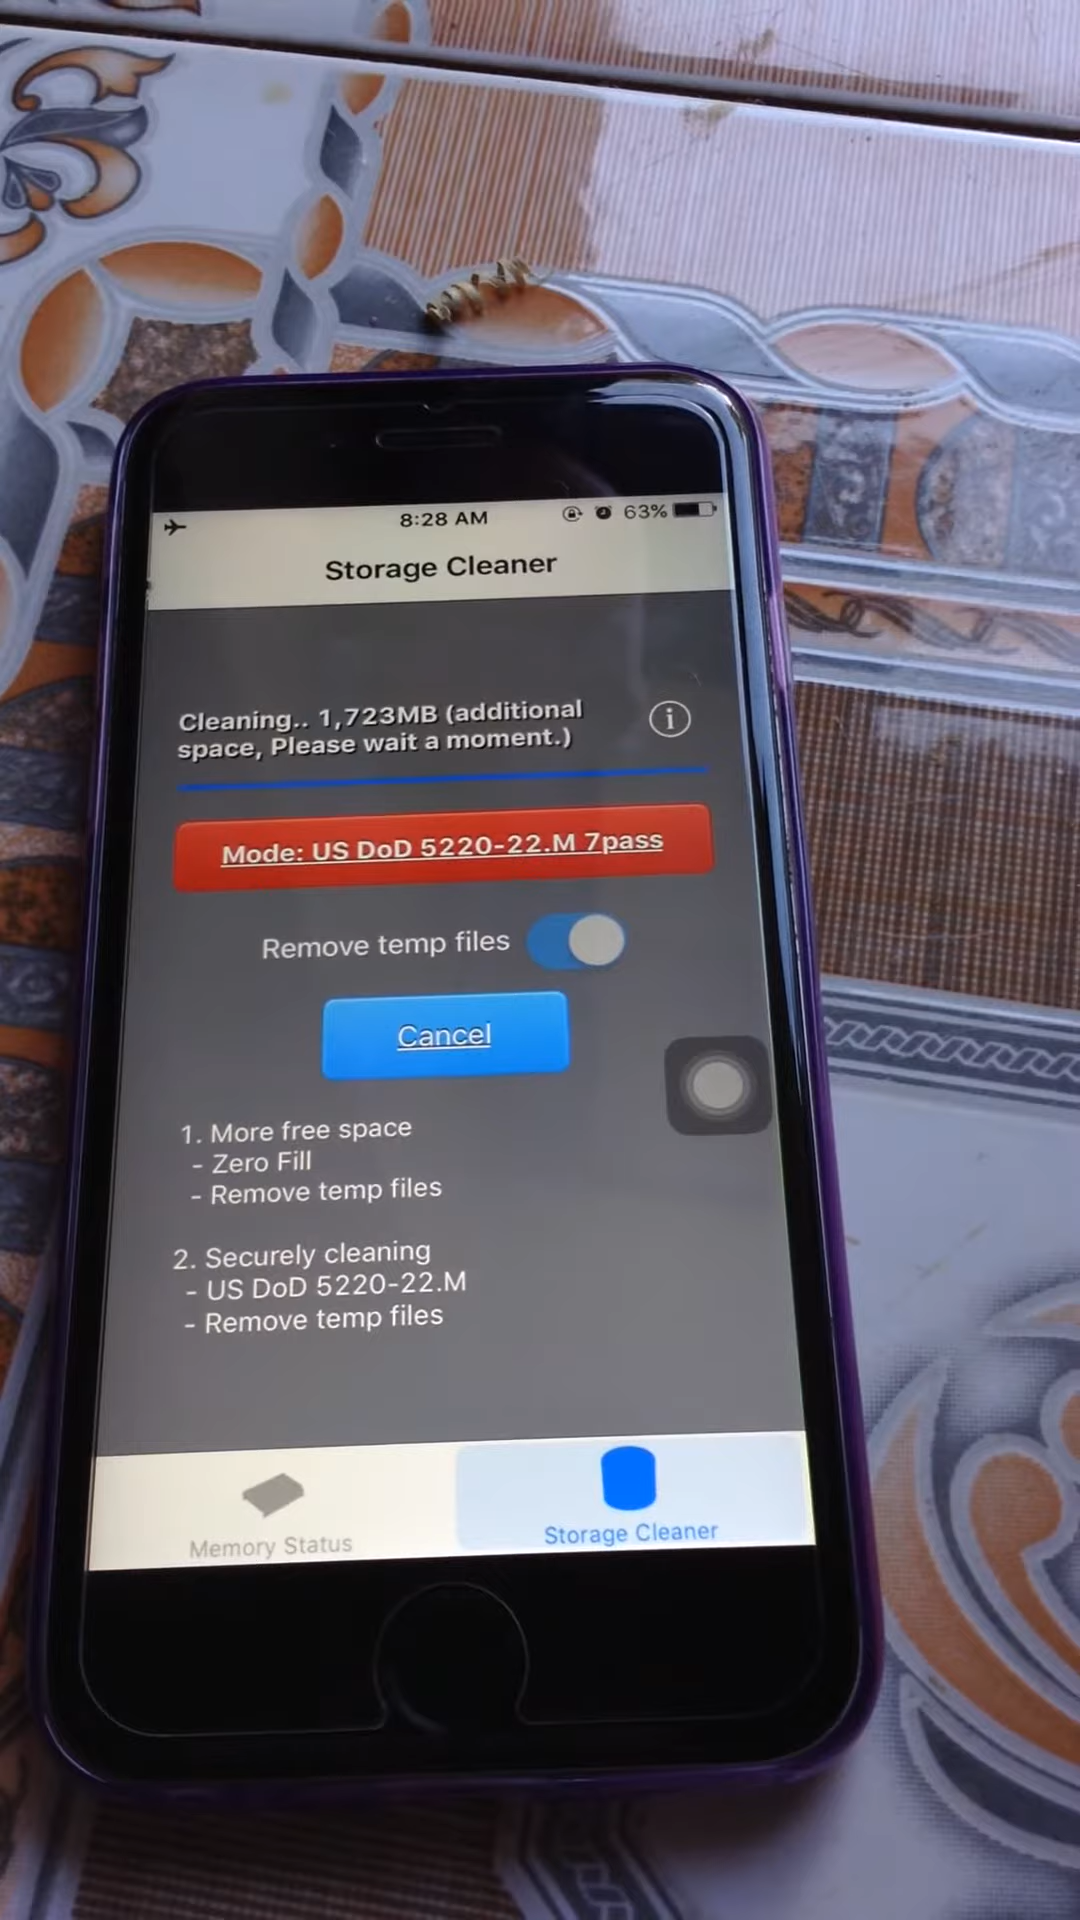 8:28 AM
63%
Storage Cleaner
Cleaning.. 1,723MB (additional
space, Please wait a moment.)
Mode: US DoD 5220-22.M 7pass
Remove temp files
Cancel
1. More free space
- Zero Fill
- Remove temp files
2. Securely cleaning
- US DoD 5220-22.M
- Remove temp files
Memory Status
Storage Cleaner